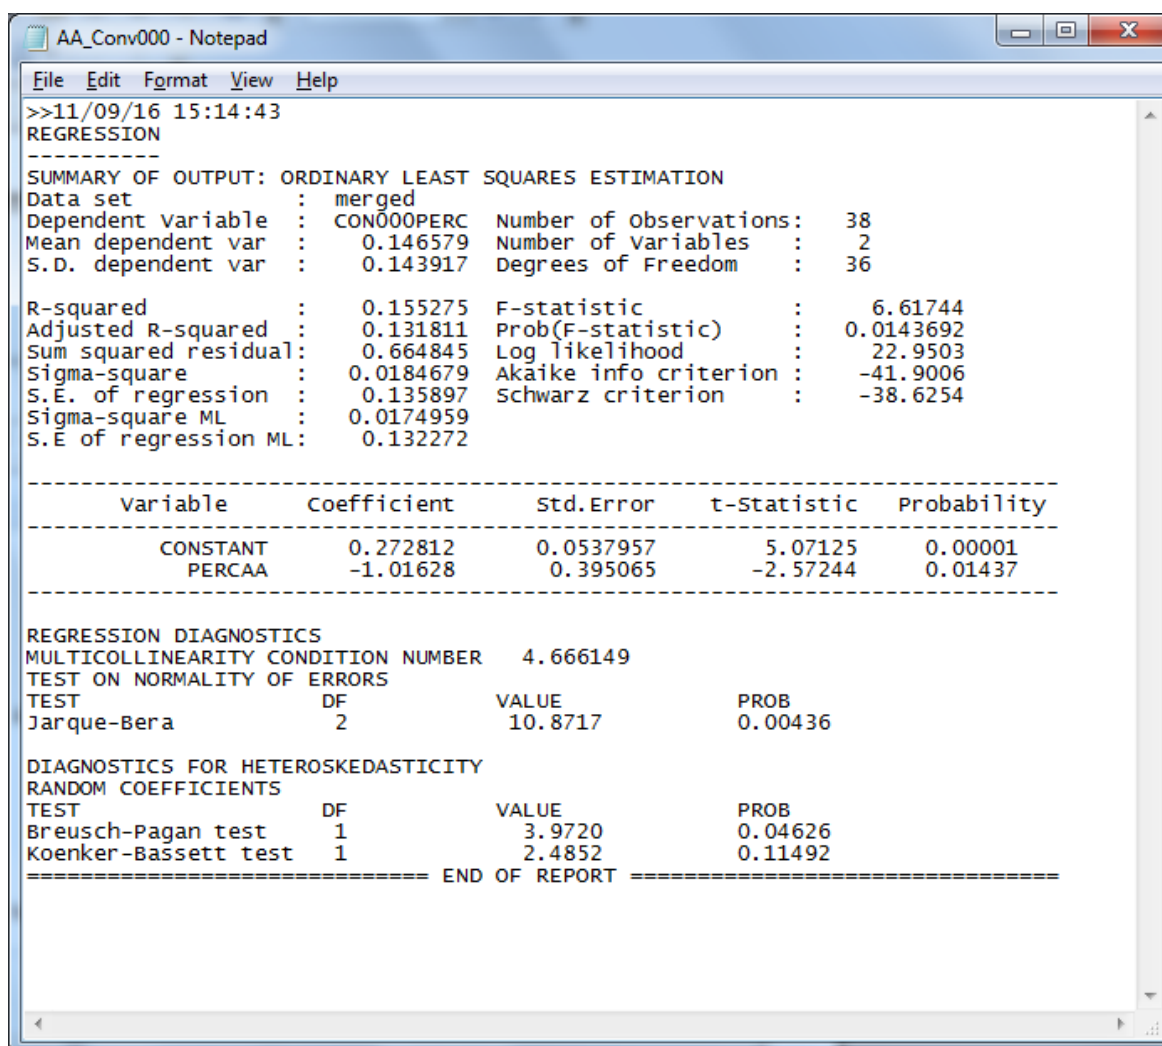 AA_Conv000 - Notepad
File Edit Format View Help
>>11/09/16 15:14:43
REGRESSION
----------
SUMMARY OF OUTPUT: ORDINARY LEAST SQUARES ESTIMATION
Data set : merged
Dependent Variable : CON000PERC Number of Observations: 38
Mean dependent var : 0.146579 Number of Variables : 2
S.D. dependent var : 0.143917 Degrees of Freedom : 36
R-squared : 0.155275 F-statistic : 6.61744
Adjusted R-squared : 0.131811 Prob(F-statistic) : 0.0143692
Sum squared residual: 0.664845 Log likelihood : 22.9503
Sigma-square : 0.0184679 Akaike info criterion : -41.9006
S.E. of regression : 0.135897 Schwarz criterion : -38.6254
Sigma-square ML : 0.0174959
S.E of regression ML: 0.132272
-----------------------------------------------------------------------------
Variable Coefficient Std.Error t-Statistic Probability
-----------------------------------------------------------------------------
CONSTANT 0.272812 0.0537957 5.07125 0.00001
PERCAA -1.01628 0.395065 -2.57244 0.01437
-----------------------------------------------------------------------------
REGRESSION DIAGNOSTICS
MULTICOLLINEARITY CONDITION NUMBER 4.666149
TEST ON NORMALITY OF ERRORS
TEST DF VALUE PROB
Jarque-Bera 2 10.8717 0.00436
DIAGNOSTICS FOR HETEROSKEDASTICITY
RANDOM COEFFICIENTS
TEST DF VALUE PROB
Breusch-Pagan test 1 3.9720 0.04626
Koenker-Bassett test 1 2.4852 0.11492
============================== END OF REPORT ================================